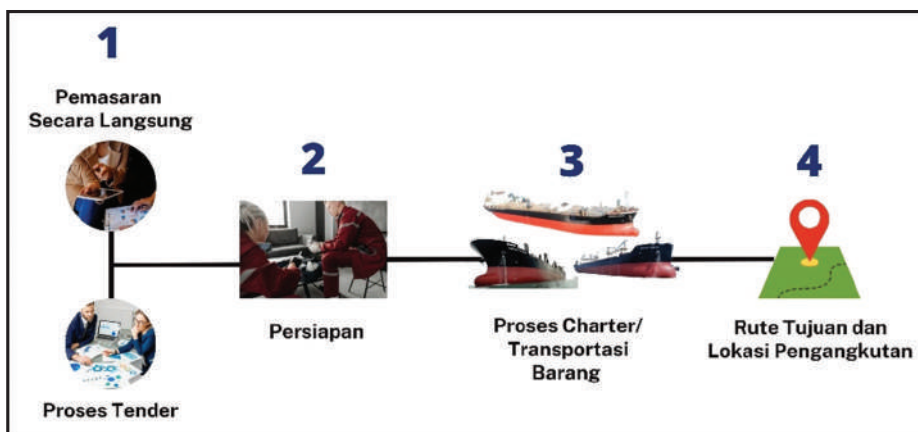 1
Pemasaran
Secara Langsung
Proses Tender
2
Persiapan
3
Proses Charter/
Transportasi
Barang
4
Rute Tujuan dan
Lokasi Pengangkutan